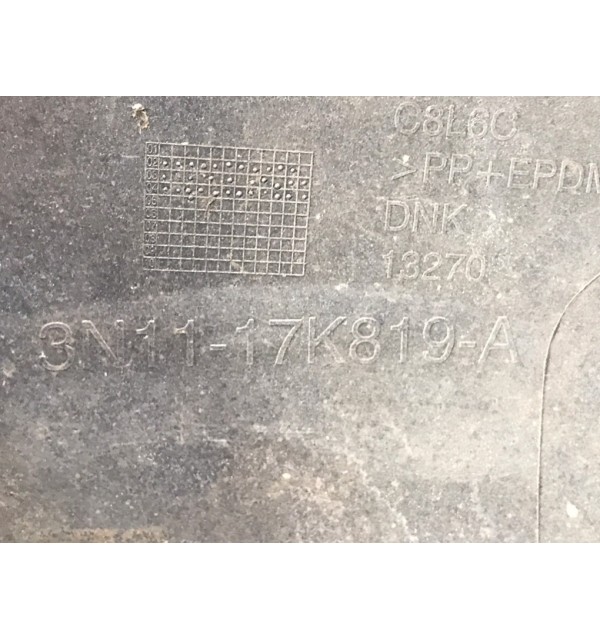 C8L6C
>PP+EPDM
DNK
13270
3N11-17K819-A